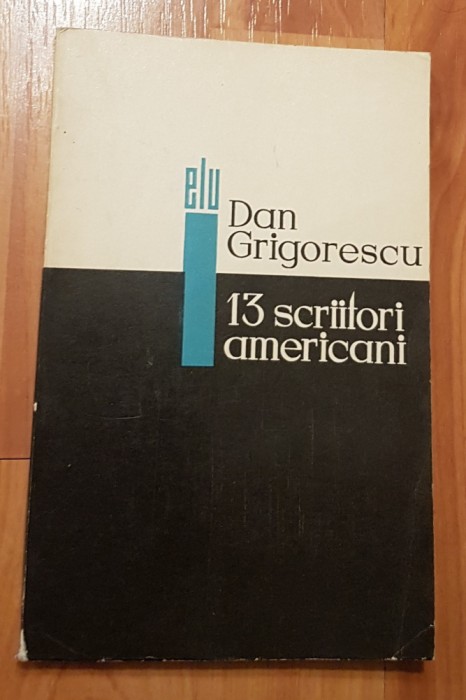 elu
Dan
Grigorescu
13 scriitori
americani